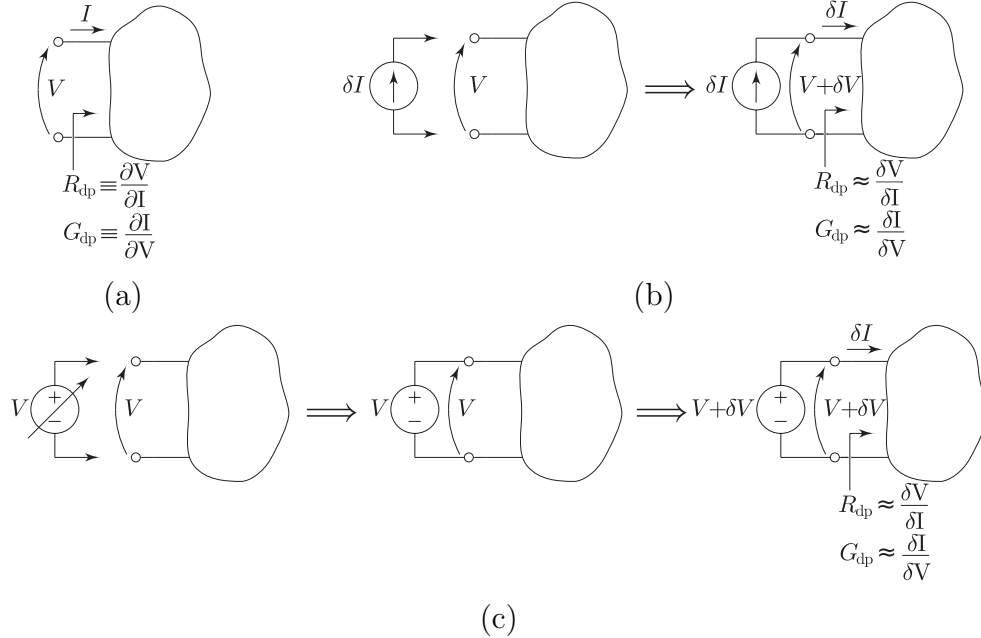 I
V
R_dp ≡ ∂V/∂I
G_dp ≡ ∂I/∂V
(a)
δI
V
⟹
δI
δI
V+δV
R_dp ≈ δV/δI
G_dp ≈ δI/δV
(b)
V
+
−
V
⟹
V
+
−
V
⟹
δI
V+δV
+
−
V+δV
R_dp ≈ δV/δI
G_dp ≈ δI/δV
(c)